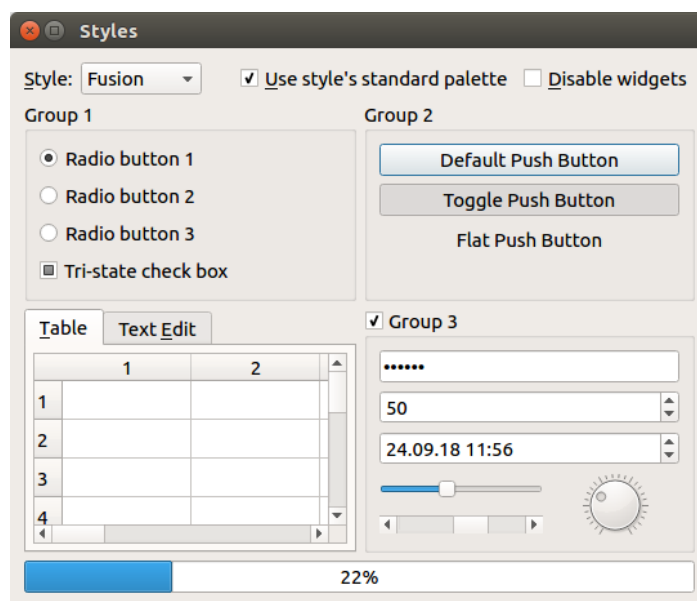 Styles
Style: Fusion Use style's standard palette Disable widgets
Group 1 Group 2
Radio button 1 Default Push Button
Radio button 2 Toggle Push Button
Radio button 3 Flat Push Button
Tri-state check box
Table Text Edit Group 3
1 2 ••••••
1 50
2 24.09.18 11:56
3
4
22%